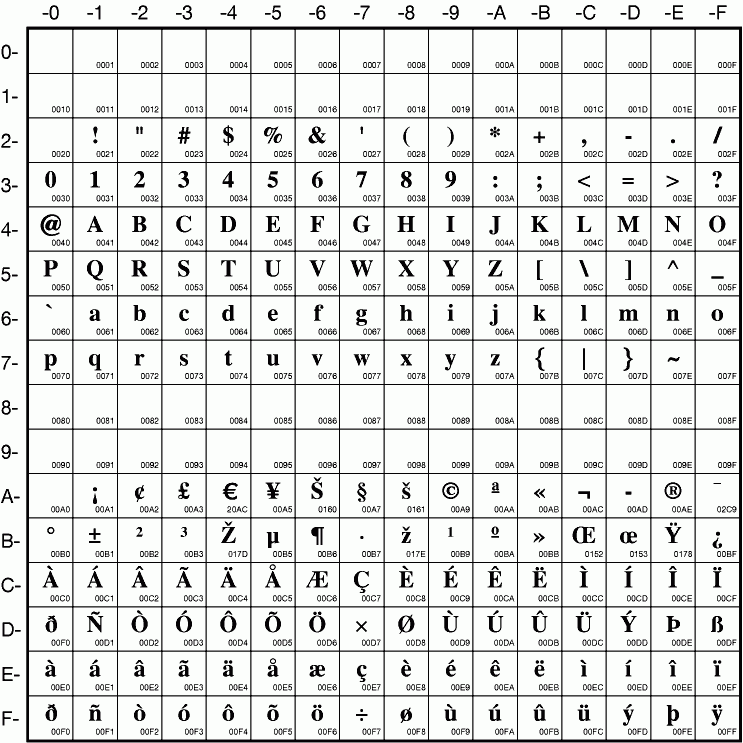 -0 -1 -2 -3 -4 -5 -6 -7 -8 -9 -A -B -C -D -E -F
0-
0001 0002 0003 0004 0005 0006 0007 0008 0009 000A 000B 000C 000D 000E 000F
1-
0010 0011 0012 0013 0014 0015 0016 0017 0018 0019 001A 001B 001C 001D 001E 001F
2- ! " # $ % & ' ( ) * + , - . /
0020 0021 0022 0023 0024 0025 0026 0027 0028 0029 002A 002B 002C 002D 002E 002F
3- 0 1 2 3 4 5 6 7 8 9 : ; < = > ?
0030 0031 0032 0033 0034 0035 0036 0037 0038 0039 003A 003B 003C 003D 003E 003F
4- @ A B C D E F G H I J K L M N O
0040 0041 0042 0043 0044 0045 0046 0047 0048 0049 004A 004B 004C 004D 004E 004F
5- P Q R S T U V W X Y Z [ \ ] ^ _
0050 0051 0052 0053 0054 0055 0056 0057 0058 0059 005A 005B 005C 005D 005E 005F
6- ` a b c d e f g h i j k l m n o
0060 0061 0062 0063 0064 0065 0066 0067 0068 0069 006A 006B 006C 006D 006E 006F
7- p q r s t u v w x y z { | } ~
0070 0071 0072 0073 0074 0075 0076 0077 0078 0079 007A 007B 007C 007D 007E 007F
8-
0080 0081 0082 0083 0084 0085 0086 0087 0088 0089 008A 008B 008C 008D 008E 008F
9-
0090 0091 0092 0093 0094 0095 0096 0097 0098 0099 009A 009B 009C 009D 009E 009F
A- ¡ ¢ £ € ¥ Š § š © ª « ¬ - ® ˉ
00A0 00A1 00A2 00A3 20AC 00A5 0160 00A7 0161 00A9 00AA 00AB 00AC 00AD 00AE 02C9
B- ° ± ² ³ Ž µ ¶ · ž ¹ º » Œ œ Ÿ ¿
00B0 00B1 00B2 00B3 017D 00B5 00B6 00B7 017E 00B9 00BA 00BB 0152 0153 0178 00BF
C- À Á Â Ã Ä Å Æ Ç È É Ê Ë Ì Í Î Ï
00C0 00C1 00C2 00C3 00C4 00C5 00C6 00C7 00C8 00C9 00CA 00CB 00CC 00CD 00CE 00CF
D- ð Ñ Ò Ó Ô Õ Ö × Ø Ù Ú Û Ü Ý Þ ß
00F0 00D1 00D2 00D3 00D4 00D5 00D6 00D7 00D8 00D9 00DA 00DB 00DC 00DD 00DE 00DF
E- à á â ã ä å æ ç è é ê ë ì í î ï
00E0 00E1 00E2 00E3 00E4 00E5 00E6 00E7 00E8 00E9 00EA 00EB 00EC 00ED 00EE 00EF
F- ð ñ ò ó ô õ ö ÷ ø ù ú û ü ý þ ÿ
00F0 00F1 00F2 00F3 00F4 00F5 00F6 00F7 00F8 00F9 00FA 00FB 00FC 00FD 00FE 00FF